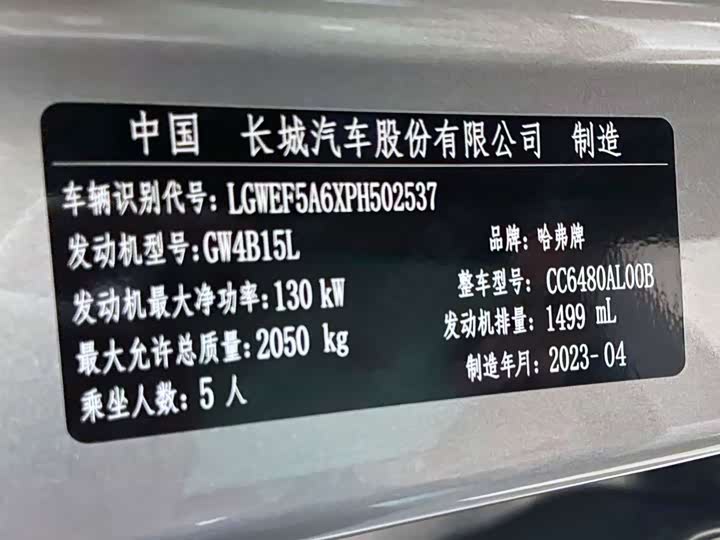 中国 长城汽车股份有限公司 制造
车辆识别代号: LGWEF5A6XPH502537
发动机型号: GW4B15L 品牌: 哈弗牌
发动机最大净功率: 130 kW 整车型号: CC6480AL00B
最大允许总质量: 2050 kg 发动机排量: 1499 mL
乘坐人数: 5 人 制造年月: 2023-04